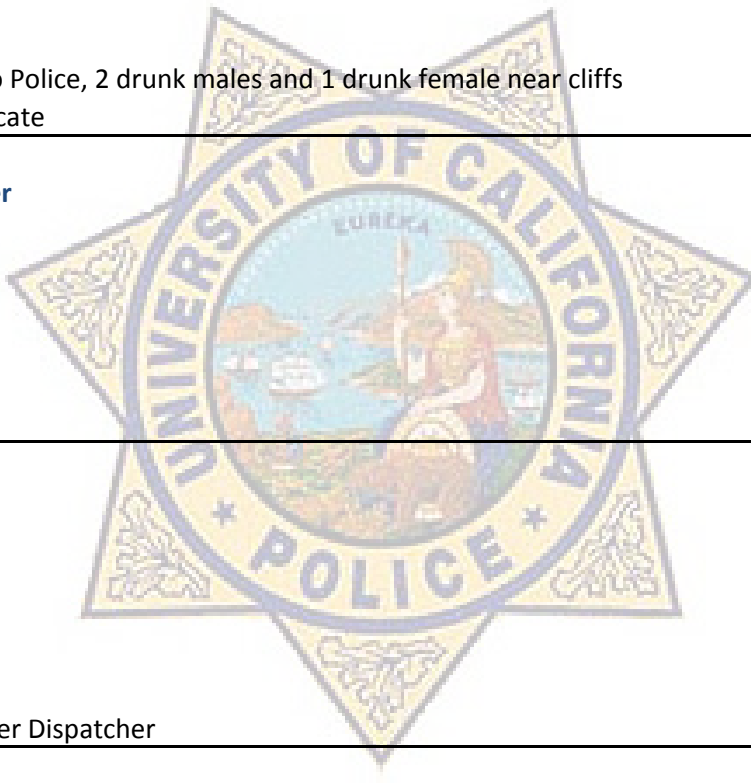 o Police, 2 drunk males and 1 drunk female near cliffs
cate
r
UNIVERSITY OF CALIFORNIA
EUREKA
★ POLICE ★
er Dispatcher